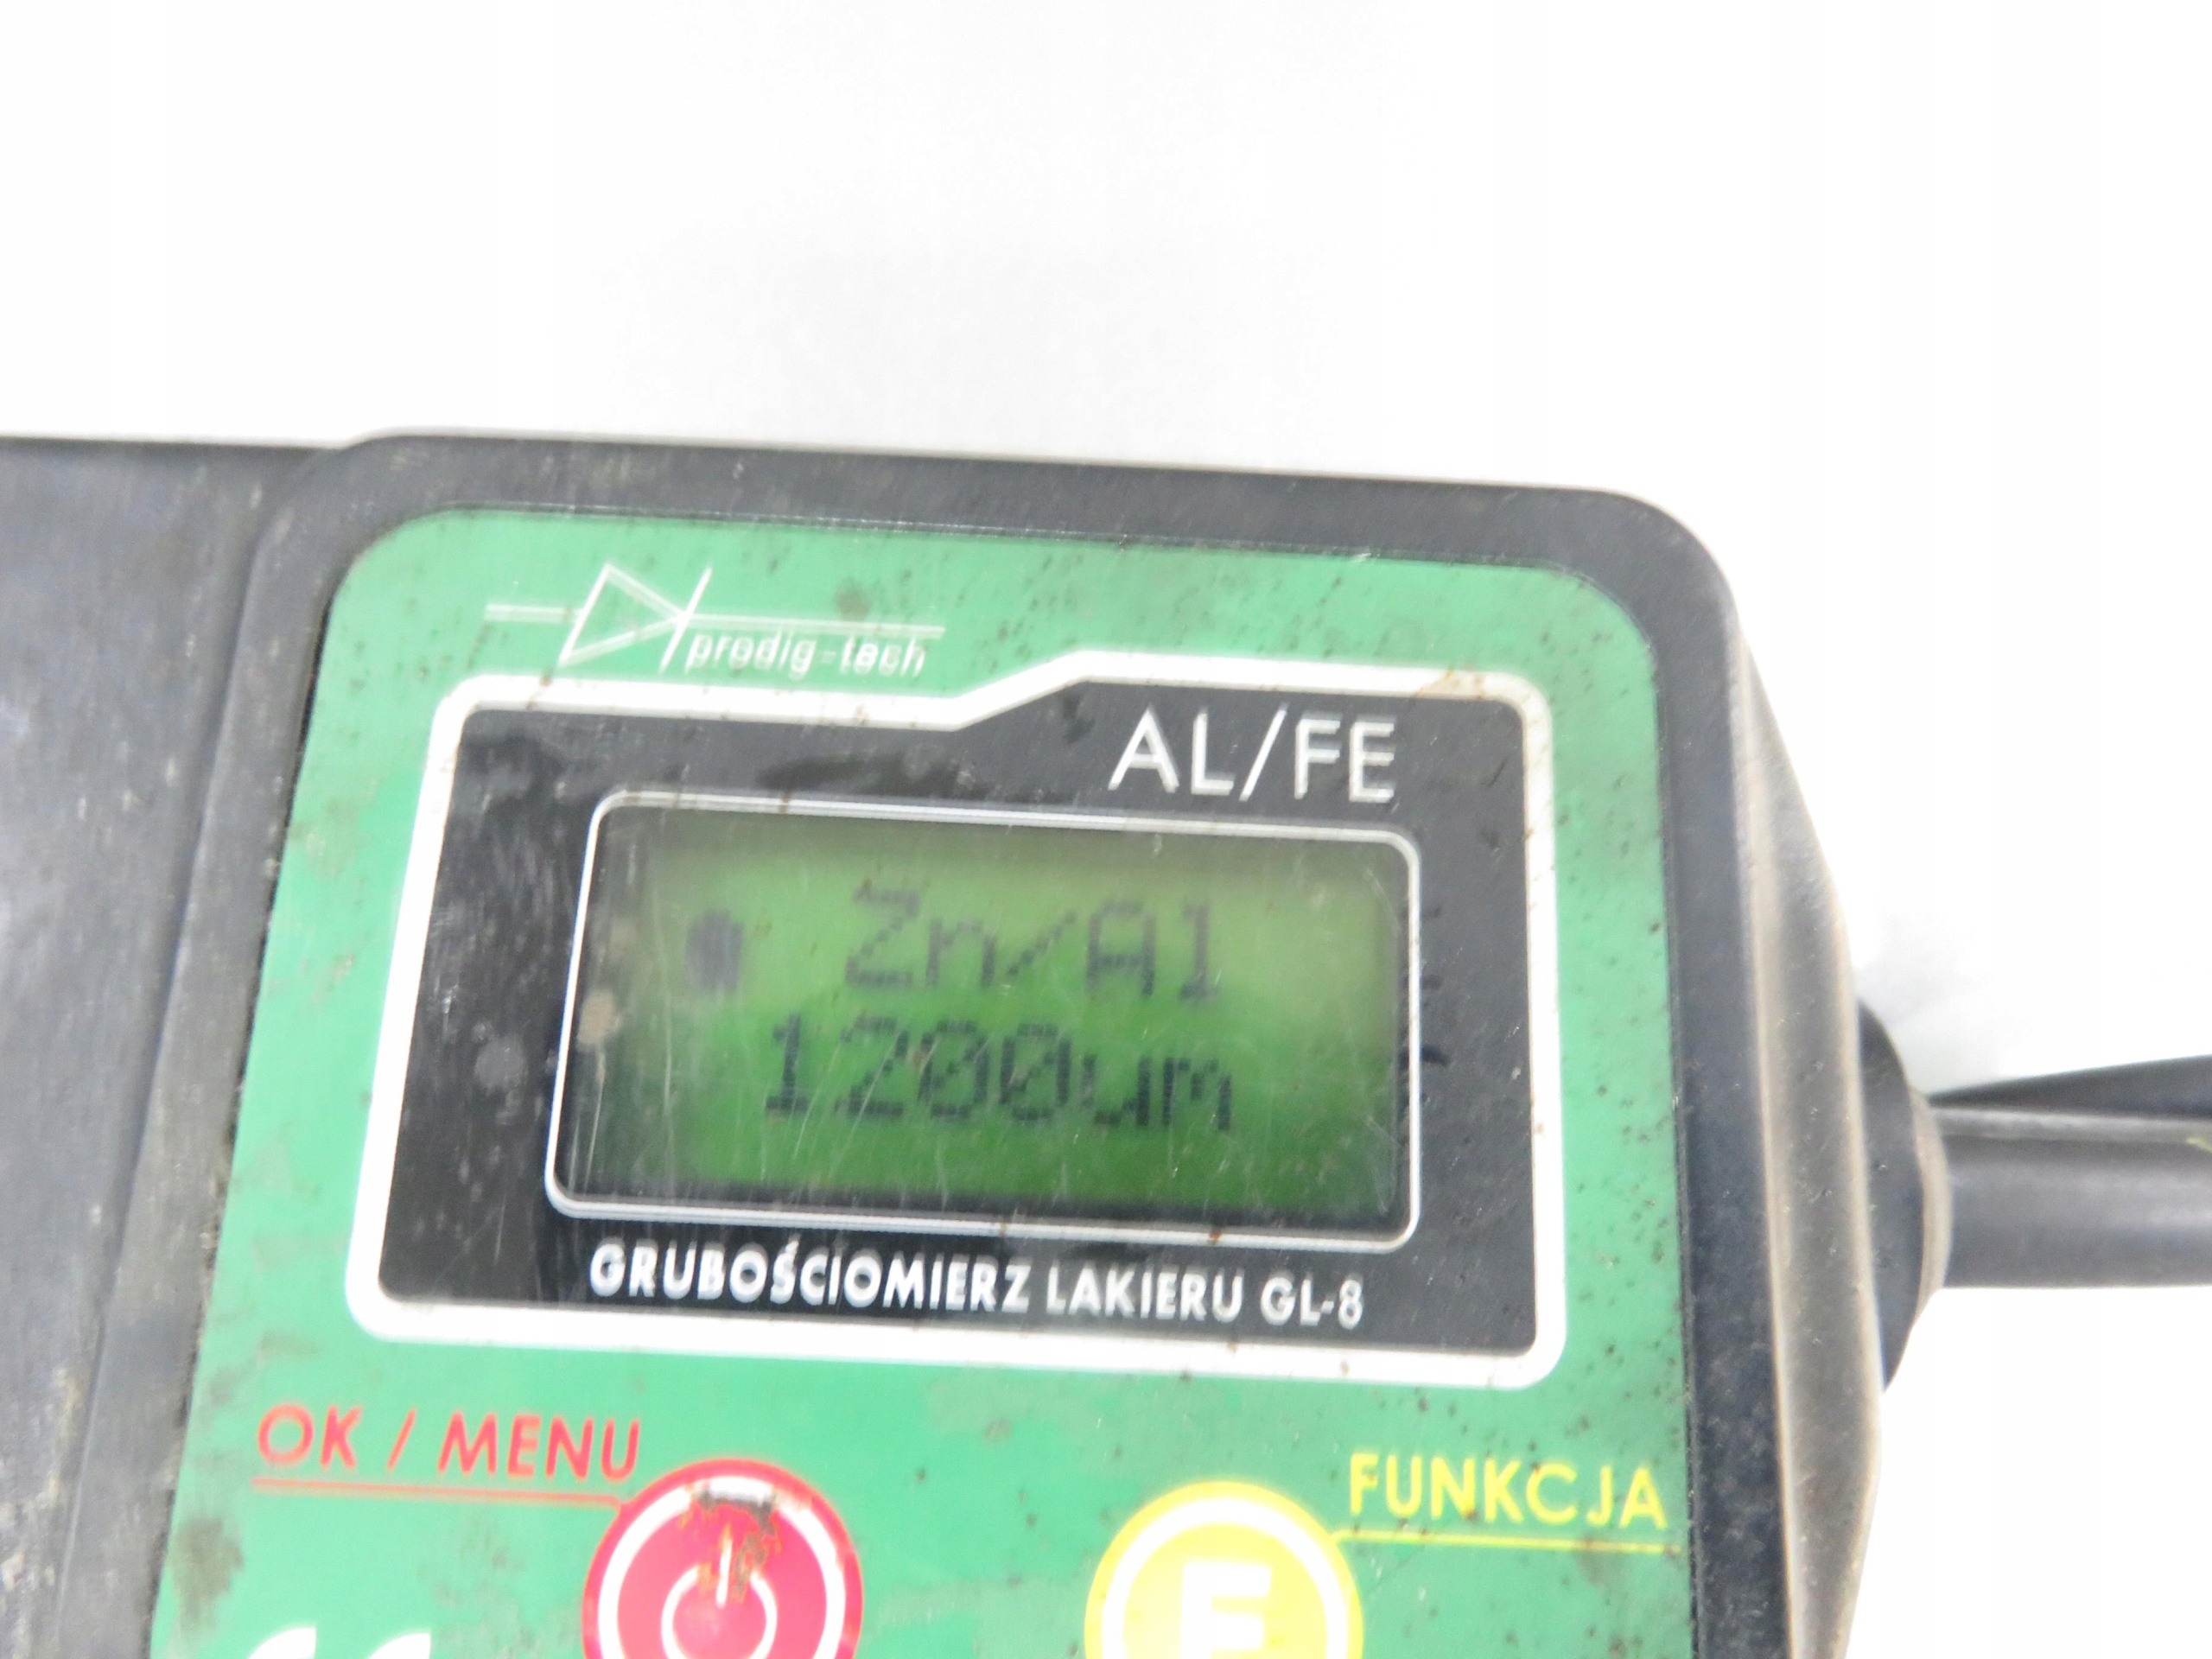 prodig-tech
AL/FE
Zn/Al
1200um
GRUBOŚCIOMIERZ LAKIERU GL-8
OK / MENU
FUNKCJA
F